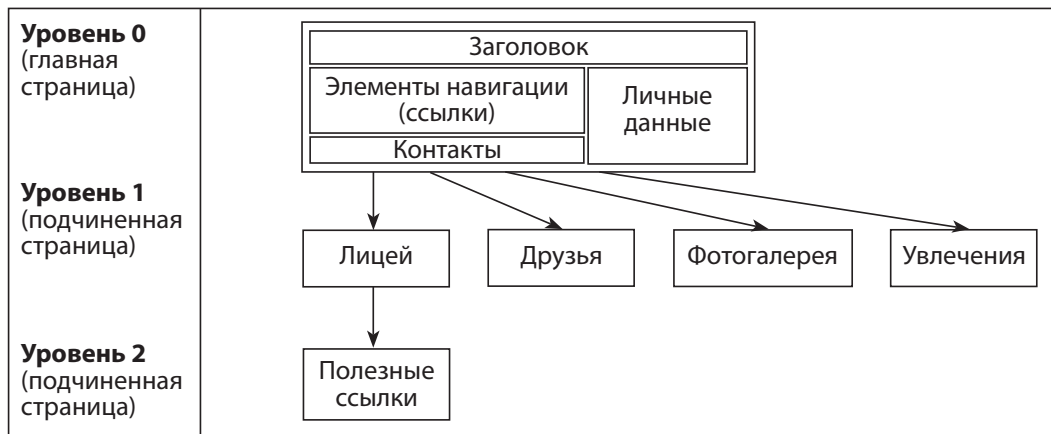 Уровень 0
(главная
страница)
Заголовок
Элементы навигации
(ссылки)
Личные
данные
Контакты
Уровень 1
(подчиненная
страница)
Лицей
Друзья
Фотогалерея
Увлечения
Уровень 2
(подчиненная
страница)
Полезные
ссылки